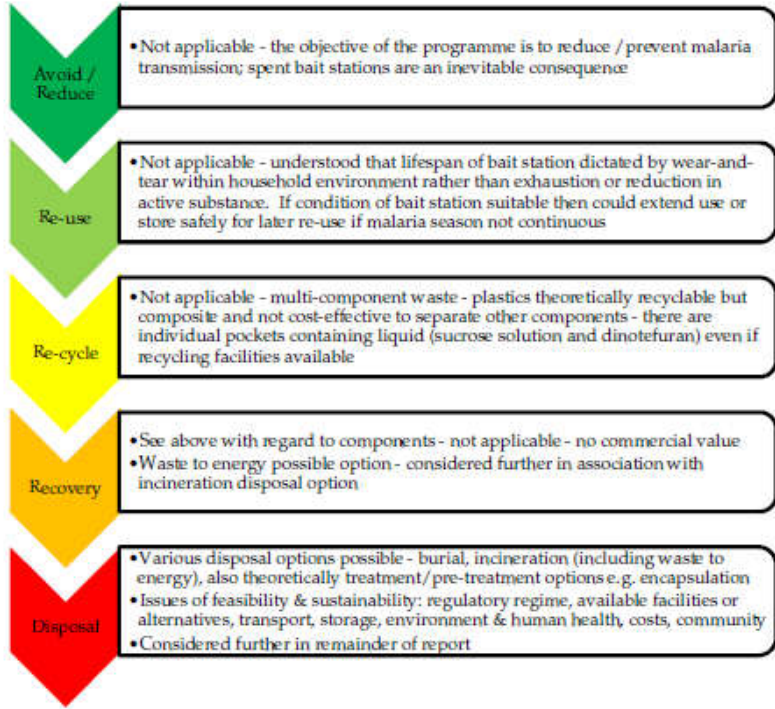 Avoid /
Reduce
•Not applicable - the objective of the programme is to reduce / prevent malaria
transmission; spent bait stations are an inevitable consequence
Re-use
•Not applicable - understood that lifespan of bait station dictated by wear-and-
tear within household environment rather than exhaustion or reduction in
active substance. If condition of bait station suitable then could extend use or
store safely for later re-use if malaria season not continuous
Re-cycle
•Not applicable - multi-component waste - plastics theoretically recyclable but
composite and not cost-effective to separate other components - there are
individual pockets containing liquid (sucrose solution and dinotefuran) even if
recycling facilities available
Recovery
•See above with regard to components - not applicable - no commercial value
•Waste to energy possible option - considered further in association with
incineration disposal option
Disposal
•Various disposal options possible - burial, incineration (including waste to
energy), also theoretically treatment/pre-treatment options e.g. encapsulation
•Issues of feasibility & sustainability: regulatory regime, available facilities or
alternatives, transport, storage, environment & human health, costs, community
•Considered further in remainder of report